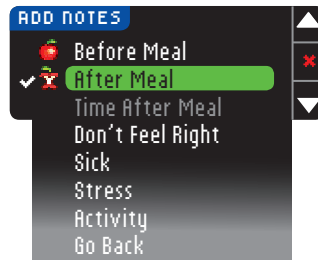 ADD NOTES
Before Meal
After Meal
Time After Meal
Don't Feel Right
Sick
Stress
Activity
Go Back